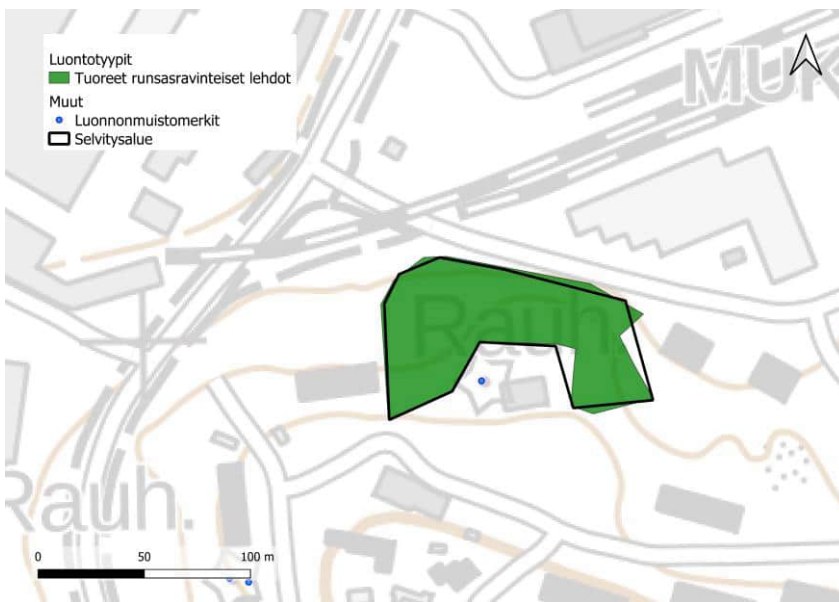 Luontotyypit
Tuoreet runsasravinteiset lehdot
Muut
Luonnonmuistomerkit
Selvitysalue
MUK
Rauh.
Rauh.
0 50 100 m